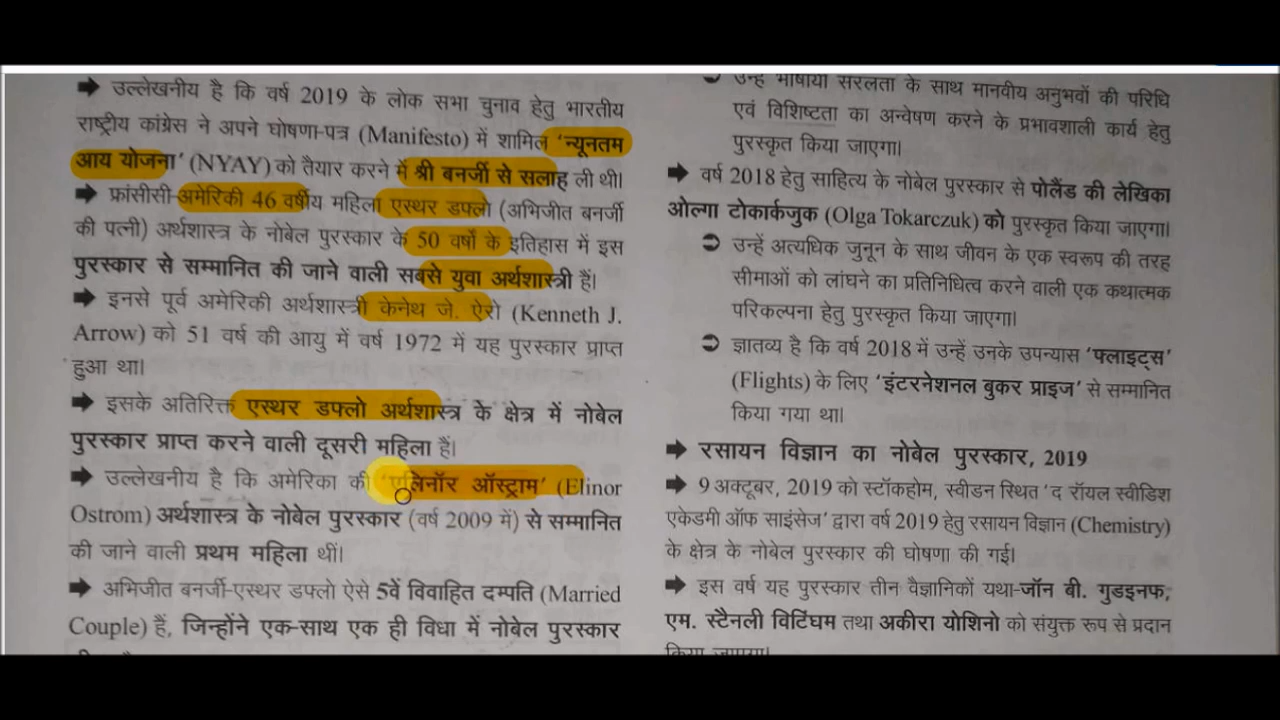 ➡ उल्लेखनीय है कि वर्ष 2019 के लोक सभा चुनाव हेतु भारतीय
राष्ट्रीय कांग्रेस ने अपने घोषणा-पत्र (Manifesto) में शामिल 'न्यूनतम
आय योजना' (NYAY) को तैयार करने में श्री बनर्जी से सलाह ली थी।
➡ फ्रांसीसी-अमेरिकी 46 वर्षीय महिला एस्थर डफ्लो (अभिजीत बनर्जी
की पत्नी) अर्थशास्त्र के नोबेल पुरस्कार के 50 वर्षों के इतिहास में इस
पुरस्कार से सम्मानित की जाने वाली सबसे युवा अर्थशास्त्री हैं।
➡ इनसे पूर्व अमेरिकी अर्थशास्त्री केनेथ जे. ऐरो (Kenneth J.
Arrow) को 51 वर्ष की आयु में वर्ष 1972 में यह पुरस्कार प्राप्त
हुआ था।
➡ इसके अतिरिक्त एस्थर डफ्लो अर्थशास्त्र के क्षेत्र में नोबेल
पुरस्कार प्राप्त करने वाली दूसरी महिला हैं।
➡ उल्लेखनीय है कि अमेरिका की 'एलिनॉर ऑस्ट्राम' (Elinor
Ostrom) अर्थशास्त्र के नोबेल पुरस्कार (वर्ष 2009 में) से सम्मानित
की जाने वाली प्रथम महिला थीं।
➡ अभिजीत बनर्जी-एस्थर डफ्लो ऐसे 5वें विवाहित दम्पति (Married
Couple) हैं, जिन्होंने एक-साथ एक ही विधा में नोबेल पुरस्कार
➲ उन्हें भाषायी सरलता के साथ मानवीय अनुभवों की परिधि
एवं विशिष्टता का अन्वेषण करने के प्रभावशाली कार्य हेतु
पुरस्कृत किया जाएगा।
➡ वर्ष 2018 हेतु साहित्य के नोबेल पुरस्कार से पोलैंड की लेखिका
ओल्गा टोकार्कजुक (Olga Tokarczuk) को पुरस्कृत किया जाएगा।
➲ उन्हें अत्यधिक जुनून के साथ जीवन के एक स्वरूप की तरह
सीमाओं को लांघने का प्रतिनिधित्व करने वाली एक कथात्मक
परिकल्पना हेतु पुरस्कृत किया जाएगा।
➲ ज्ञातव्य है कि वर्ष 2018 में उन्हें उनके उपन्यास 'फ्लाइट्स'
(Flights) के लिए 'इंटरनेशनल बुकर प्राइज' से सम्मानित
किया गया था।
➡ रसायन विज्ञान का नोबेल पुरस्कार, 2019
➡ 9 अक्टूबर, 2019 को स्टॉकहोम, स्वीडन स्थित 'द रॉयल स्वीडिश
एकेडमी ऑफ साइंसेज' द्वारा वर्ष 2019 हेतु रसायन विज्ञान (Chemistry)
के क्षेत्र के नोबेल पुरस्कार की घोषणा की गई।
➡ इस वर्ष यह पुरस्कार तीन वैज्ञानिकों यथा-जॉन बी. गुडइनफ,
एम. स्टैनली विटिंघम तथा अकीरा योशिनो को संयुक्त रूप से प्रदान
किया जाएगा।